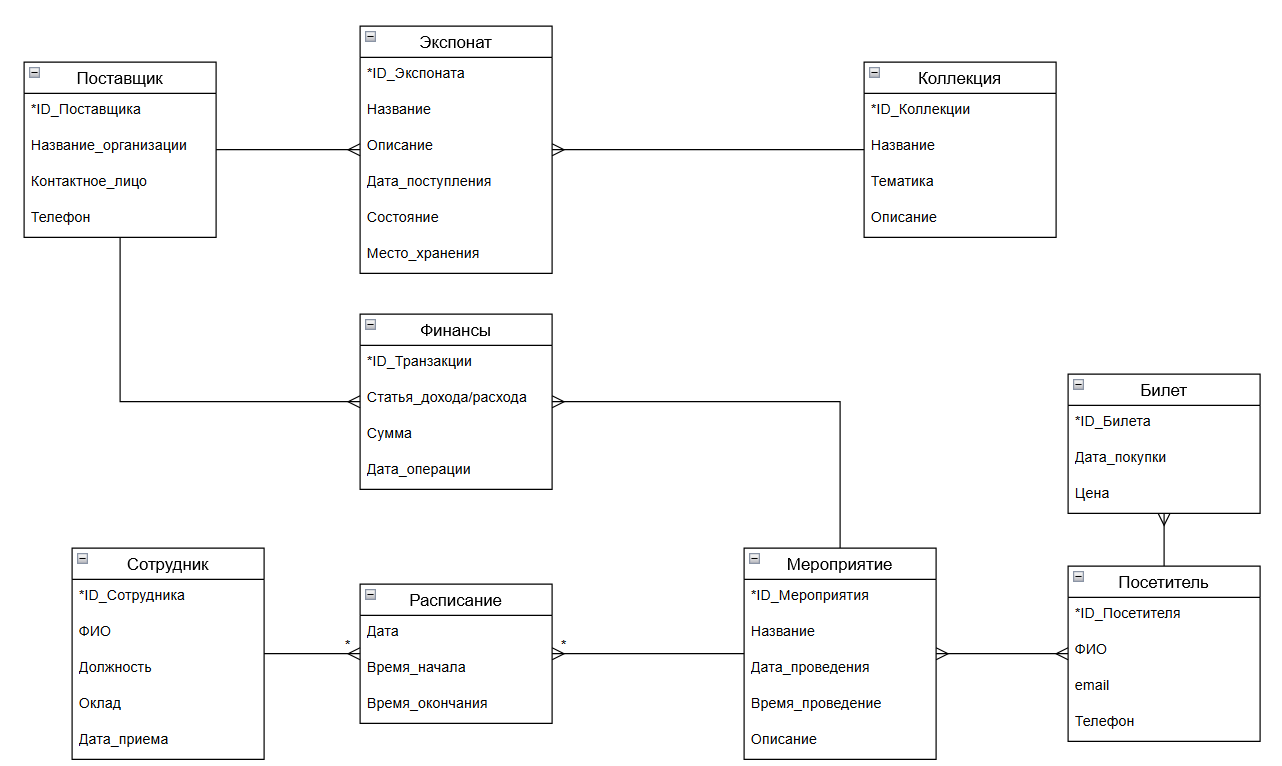 Поставщик
*ID_Поставщика
Название_организации
Контактное_лицо
Телефон
Экспонат
*ID_Экспоната
Название
Описание
Дата_поступления
Состояние
Место_хранения
Коллекция
*ID_Коллекции
Название
Тематика
Описание
Финансы
*ID_Транзакции
Статья_дохода/расхода
Сумма
Дата_операции
Билет
*ID_Билета
Дата_покупки
Цена
Сотрудник
*ID_Сотрудника
ФИО
Должность
Оклад
Дата_приема
*
Расписание
Дата
Время_начала
Время_окончания
*
Мероприятие
*ID_Мероприятия
Название
Дата_проведения
Время_проведение
Описание
Посетитель
*ID_Посетителя
ФИО
email
Телефон